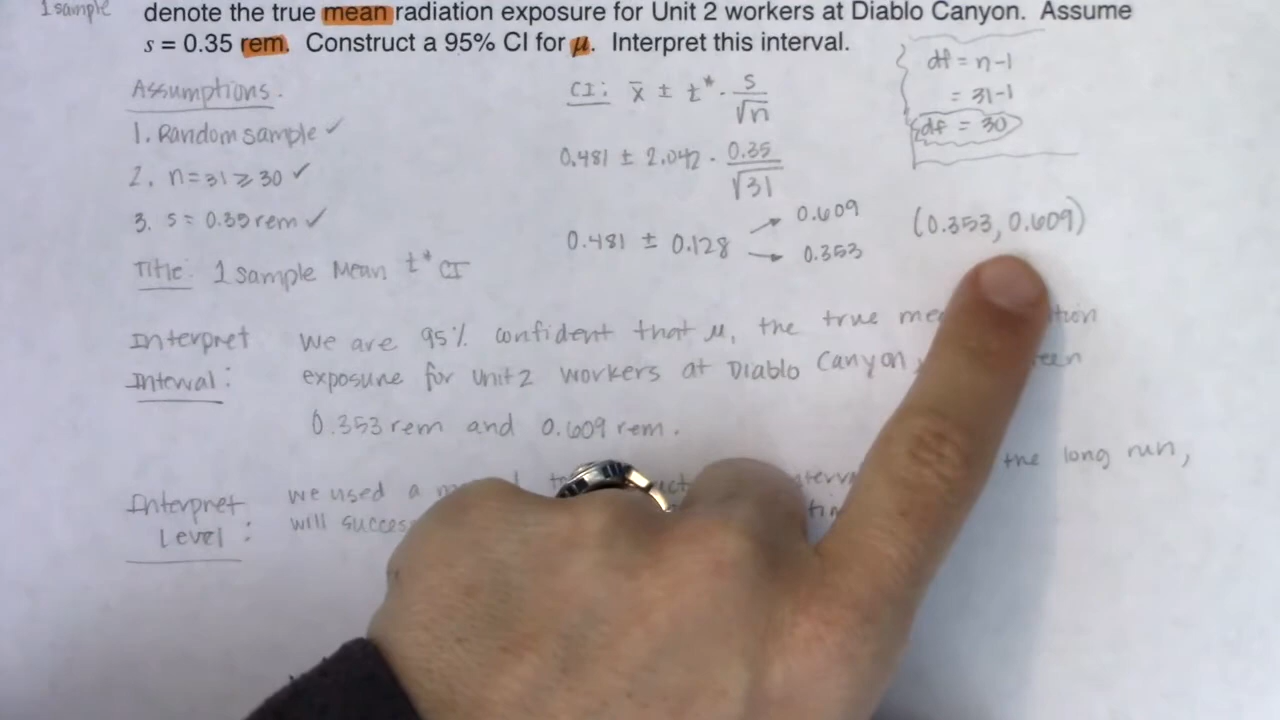 1 sample
denote the true mean radiation exposure for Unit 2 workers at Diablo Canyon. Assume
s = 0.35 rem. Construct a 95% CI for μ. Interpret this interval.
Assumptions.
1. Random sample ✓
2. n=31 ≥ 30 ✓
3. s = 0.35 rem ✓
Title: 1 sample Mean t* CI
CI: x̄ ± t* · s/√n
0.481 ± 2.042 · 0.35/√31
0.481 ± 0.128 → 0.609
→ 0.353
df = n-1
= 31-1
df = 30
(0.353, 0.609)
Interpret We are 95% confident that μ, the true
Interval: exposure for unit 2 workers at Diablo Canyon
0.353 rem and 0.609 rem.
Interpret we used a the long run,
Level: will